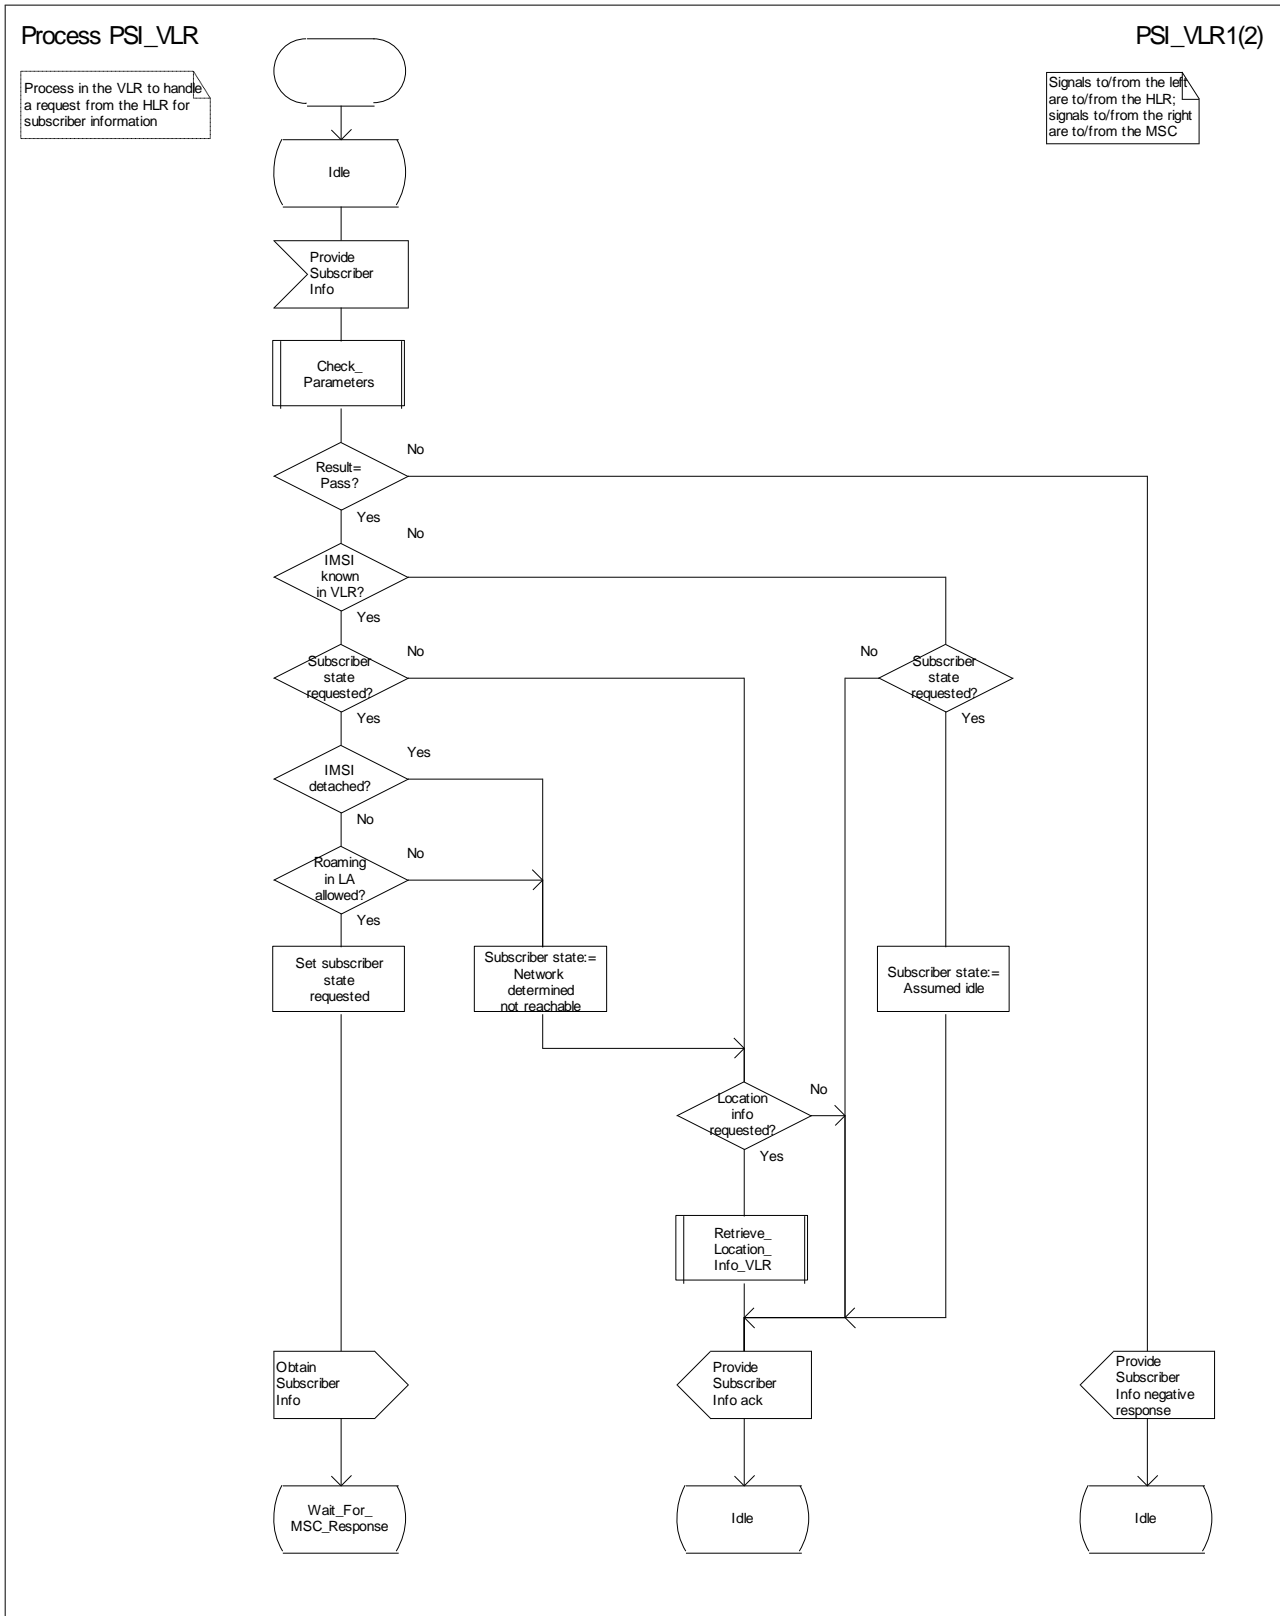 Process PSI_VLR
PSI_VLR1(2)
Process in the VLR to handle
a request from the HLR for
subscriber information
Signals to/from the left
are to/from the HLR;
signals to/from the right
are to/from the MSC
Idle
Provide
Subscriber
Info
Check_
Parameters
No
Result=
Pass?
Yes
No
IMSI
known
in VLR?
Yes
No
Subscriber
state
requested?
Yes
No
Subscriber
state
requested?
Yes
Yes
IMSI
detached?
No
No
Roaming
in LA
allowed?
Yes
Set subscriber
state
requested
Subscriber state:=
Network
determined
not reachable
Subscriber state:=
Assumed idle
No
Location
info
requested?
Yes
Retrieve_
Location_
Info_VLR
Obtain
Subscriber
Info
Provide
Subscriber
Info ack
Provide
Subscriber
Info negative
response
Wait_For_
MSC_Response
Idle
Idle